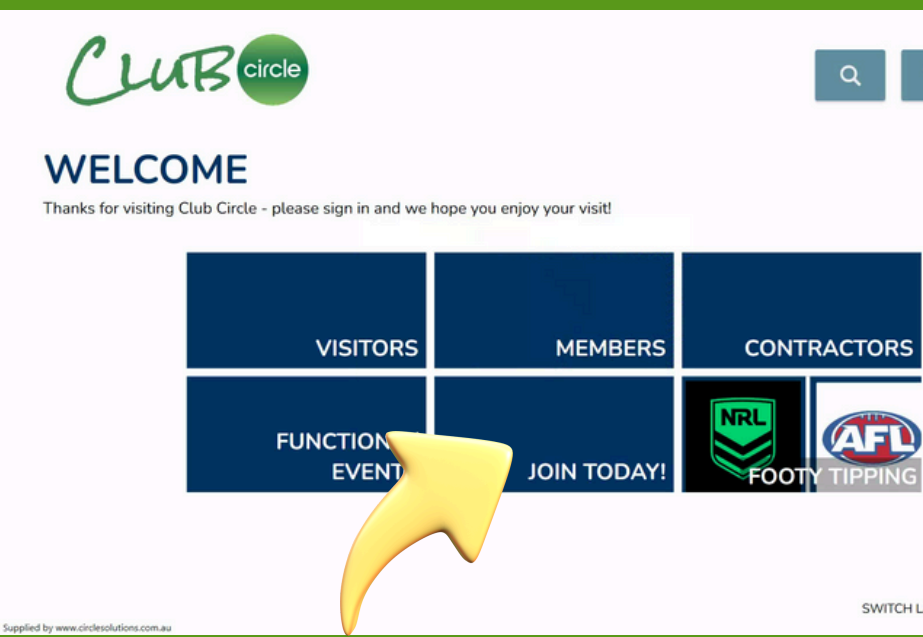 CLUB circle
WELCOME
Thanks for visiting Club Circle - please sign in and we hope you enjoy your visit!
VISITORS
MEMBERS
CONTRACTORS
FUNCTION
EVENT
JOIN TODAY!
NRL
AFL
FOOTY TIPPING
SWITCH L
Supplied by www.circlesolutions.com.au